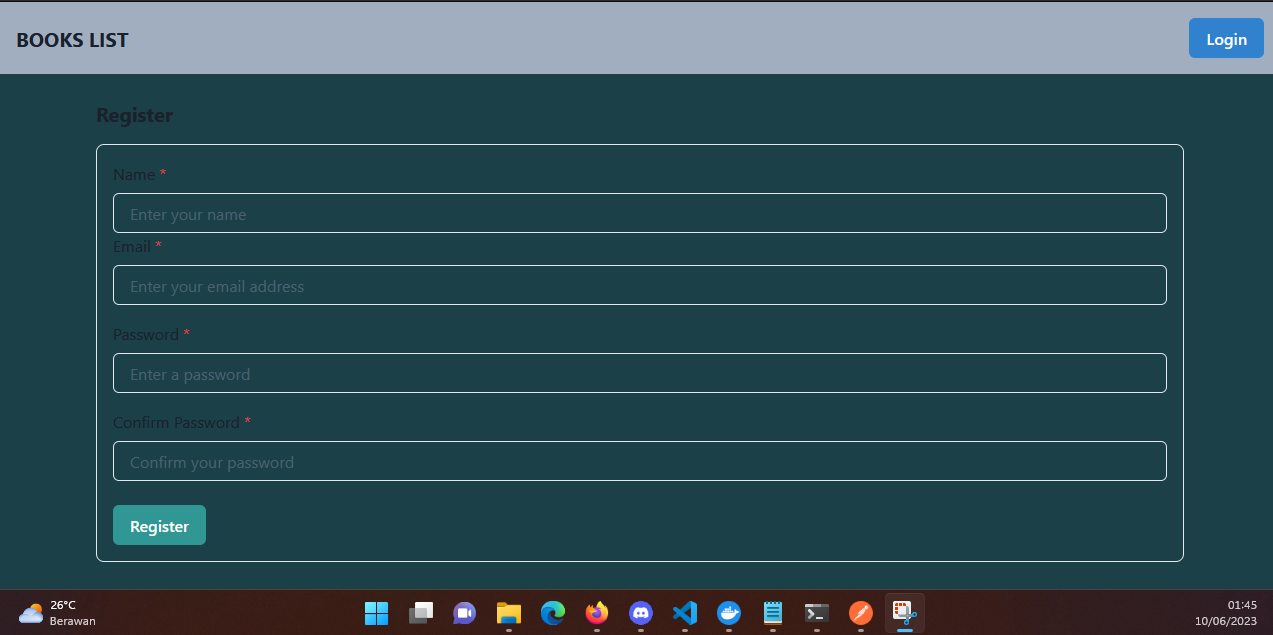 BOOKS LIST
Login
Register
Name *
Enter your name
Email *
Enter your email address
Password *
Enter a password
Confirm Password *
Confirm your password
Register
26°C
Berawan
01:45
10/06/2023